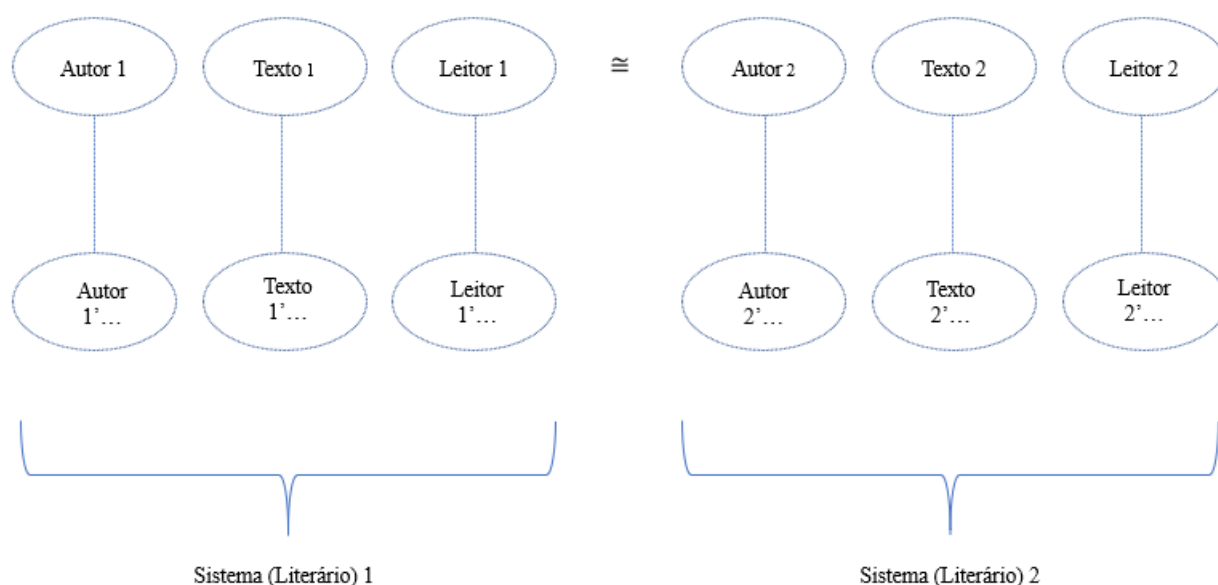 Autor 1
Texto 1
Leitor 1
≅
Autor 2
Texto 2
Leitor 2
Autor
1’…
Texto
1’…
Leitor
1’…
Autor
2’…
Texto
2’…
Leitor
2’…
Sistema (Literário) 1
Sistema (Literário) 2